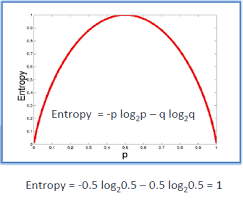 1
0.9
0.8
0.7
0.6
0.5
0.4
0.3
0.2
0.1
0
Entropy
Entropy = -p log₂p – q log₂q
0 0.1 0.2 0.3 0.4 0.5 0.6 0.7 0.8 0.9 1
p
Entropy = -0.5 log₂0.5 – 0.5 log₂0.5 = 1